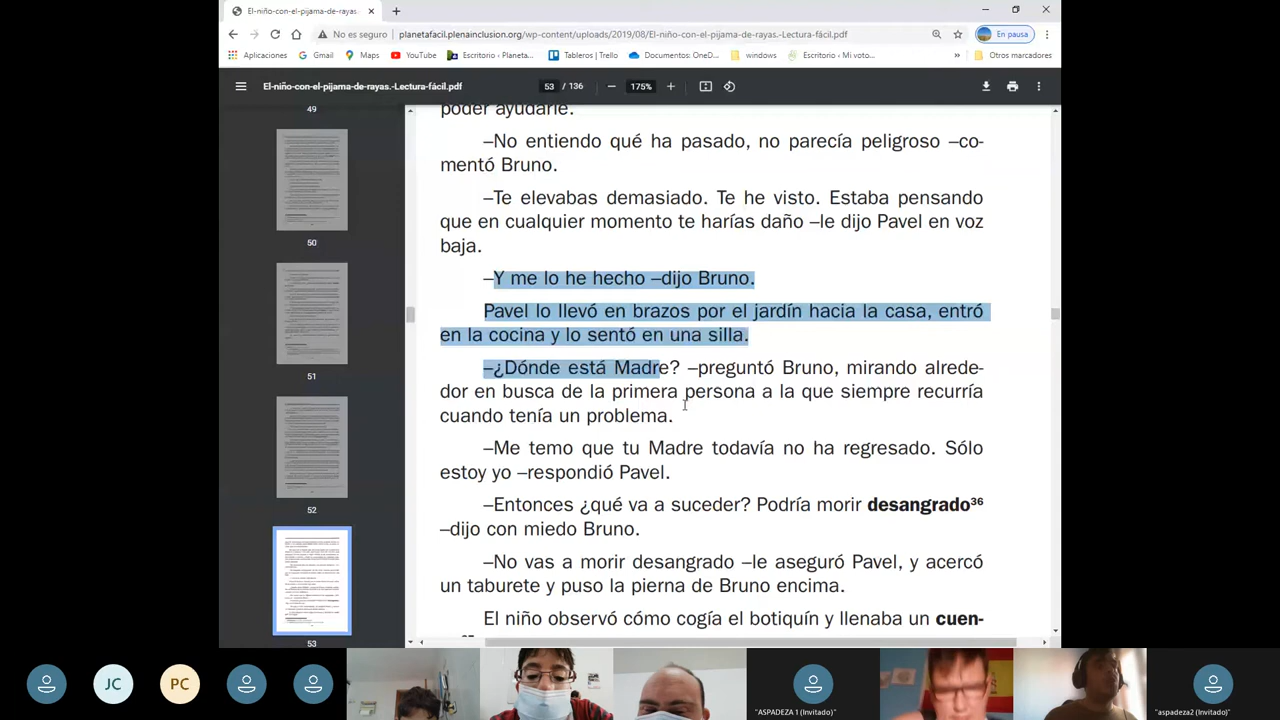 El-niño-con-el-pijama-de-rayas.-
No es seguro planetafacil.plenainclusion.org/wp-content/uploads/2019/08/El-niño-con-el-pijama-de-rayas.-Lectura-fácil.pdf En pausa
Aplicaciones Gmail Maps YouTube Escritorio - Planeta... Tableros | Trello Documentos: OneD... windows Escritorio - Mi voto... » Otros marcadores
El-niño-con-el-pijama-de-rayas.-Lectura-fácil.pdf 53 / 136 175%
49
50
51
52
53
poder ayudarle.
–No entiendo qué ha pasado, no parecía peligroso –co-
mentó Bruno.
–Te elevabas demasiado. Te he visto. Estaba pensando
que en cualquier momento te harías daño –le dijo Pavel en voz
baja.
–Y me lo he hecho –dijo Bruno.
Pavel lo llevó en brazos por el jardín hacia la casa, entró
en la cocina y lo sentó en una silla.
–¿Dónde está Madre? –preguntó Bruno, mirando alrede-
dor en busca de la primera persona a la que siempre recurría
cuando tenía un problema.
–Me temo que tu Madre todavía no ha regresado. Sólo
estoy yo –respondió Pavel.
–Entonces ¿qué va a suceder? Podría morir desangrado³⁶
–dijo con miedo Bruno.
–No vas a morir desangrado –le aseguró Pavel, y acercó
un taburete y le puso la pierna de Bruno encima.
El niño observó como cogía el botiquín y llenaba un cuen-
JC
PC
"ASPADEZA 1 (Invitado)"
"aspadeza2 (Invitado)"